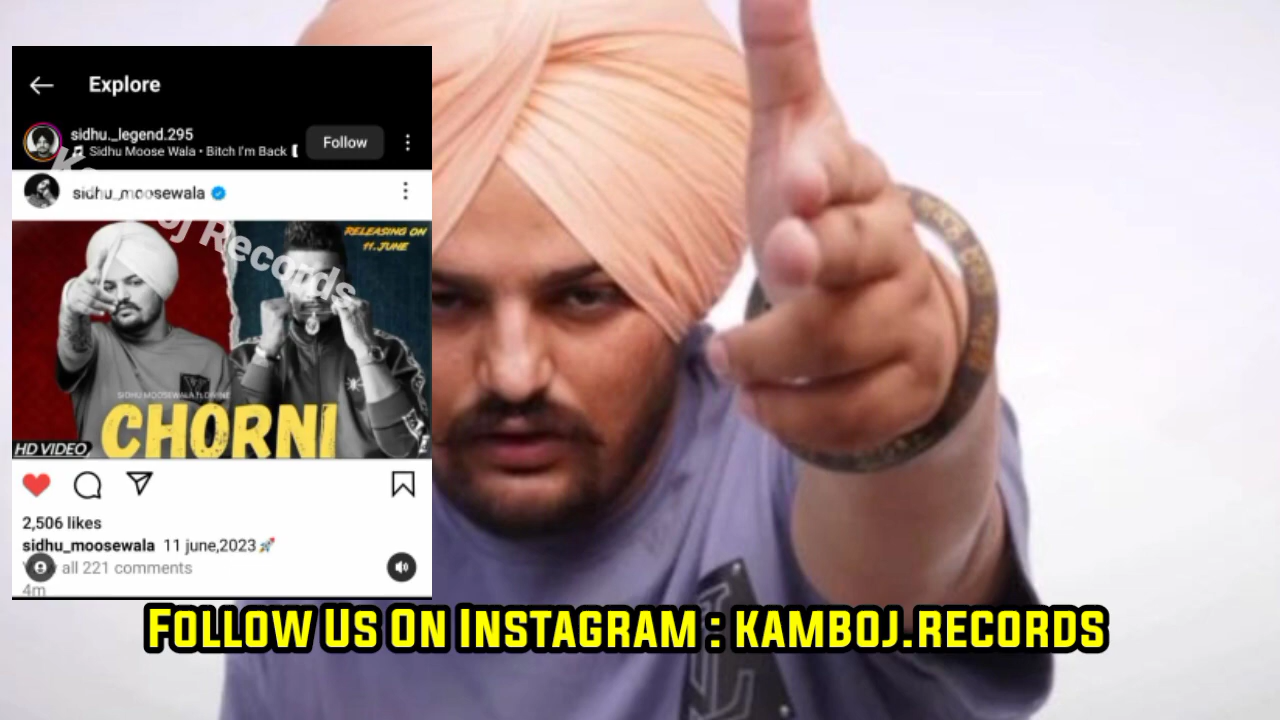 Explore
sidhu._legend.295
Sidhu Moose Wala • Bitch I'm Back
Follow
sidhu_moosewala
Kamboj Records
RELEASING ON
11.JUNE
SIDHU MOOSEWALA ft DIVINE
CHORNI
HD VIDEO
2,506 likes
sidhu_moosewala 11 june,2023
all 221 comments
4m
FOLLOW US ON INSTAGRAM : KAMBOJ.RECORDS